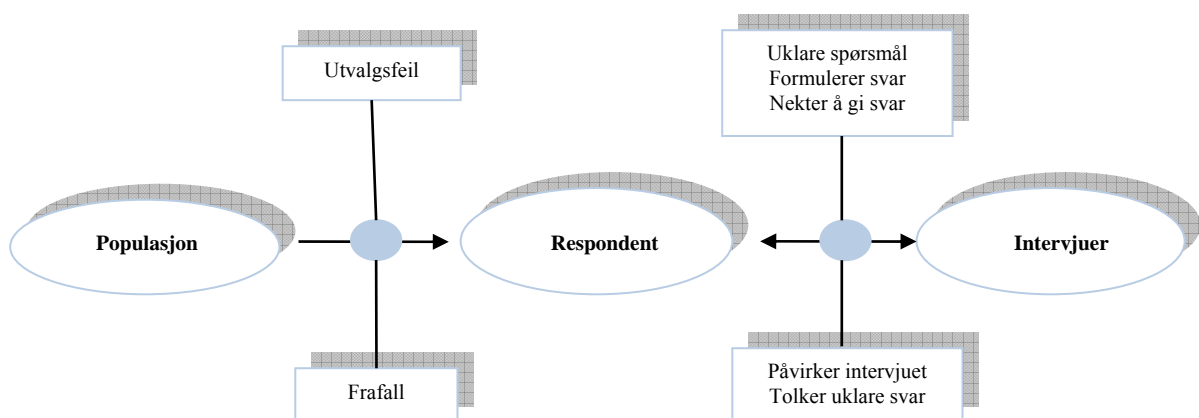 Utvalgsfeil
Uklare spørsmål
Formulerer svar
Nekter å gi svar
Populasjon
Respondent
Intervjuer
Frafall
Påvirker intervjuet
Tolker uklare svar